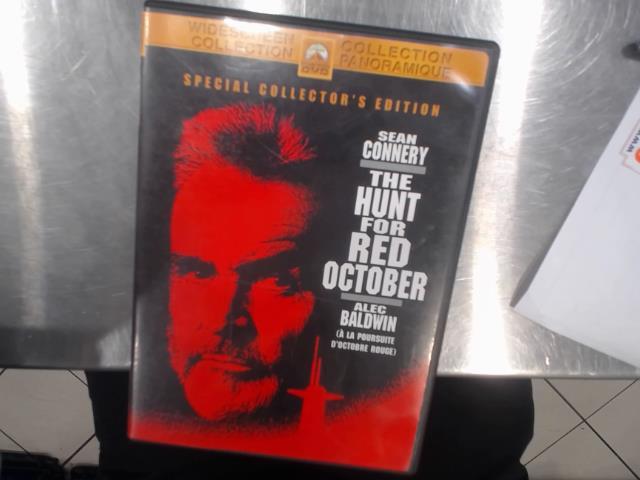 WIDESCREEN
COLLECTION
DVD
COLLECTION
PANORAMIQUE
SPECIAL COLLECTOR'S EDITION
SEAN
CONNERY
THE
HUNT
FOR
RED
OCTOBER
ALEC
BALDWIN
(À LA POURSUITE
D'OCTOBRE ROUGE)